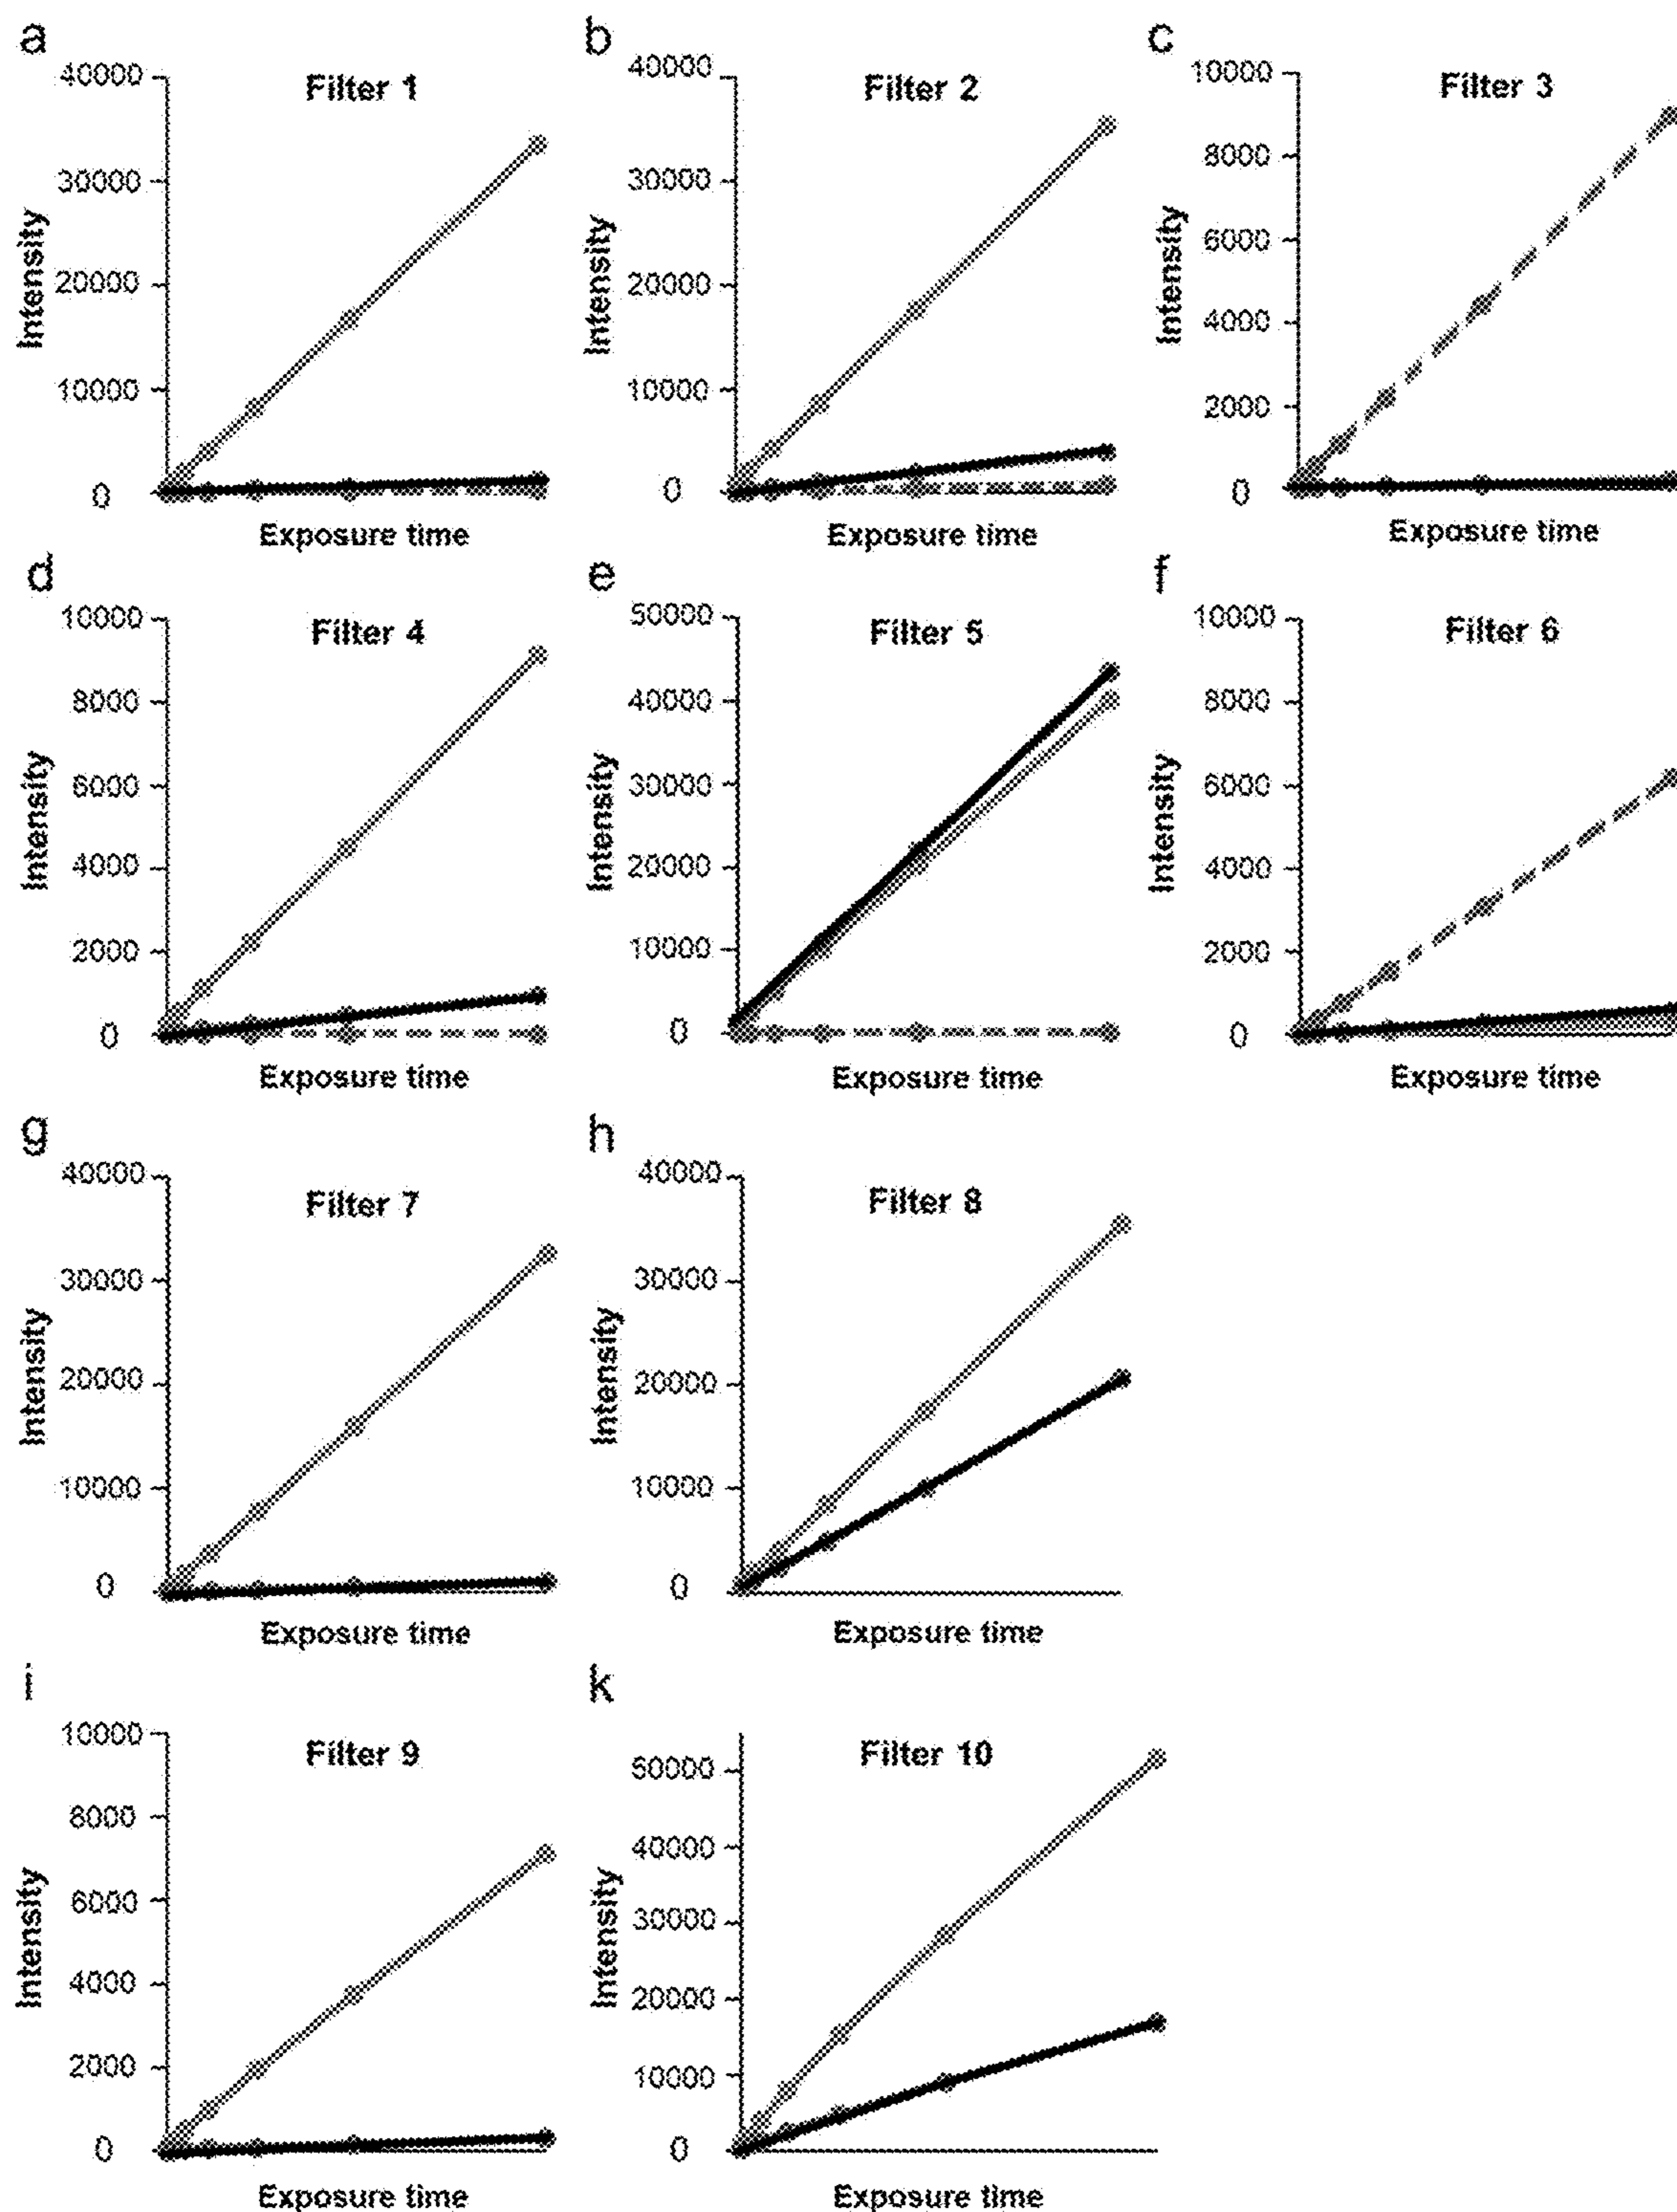 a
Filter 1
40000
30000
20000
10000
0
Intensity
Exposure time
b
Filter 2
40000
30000
20000
10000
0
Intensity
Exposure time
c
Filter 3
10000
8000
6000
4000
2000
0
Intensity
Exposure time
d
Filter 4
10000
8000
6000
4000
2000
0
Intensity
Exposure time
e
Filter 5
50000
40000
30000
20000
10000
0
Intensity
Exposure time
f
Filter 6
10000
8000
6000
4000
2000
0
Intensity
Exposure time
g
Filter 7
40000
30000
20000
10000
0
Intensity
Exposure time
h
Filter 8
40000
30000
20000
10000
0
Intensity
Exposure time
i
Filter 9
10000
8000
6000
4000
2000
0
Intensity
Exposure time
k
Filter 10
50000
40000
30000
20000
10000
0
Intensity
Exposure time